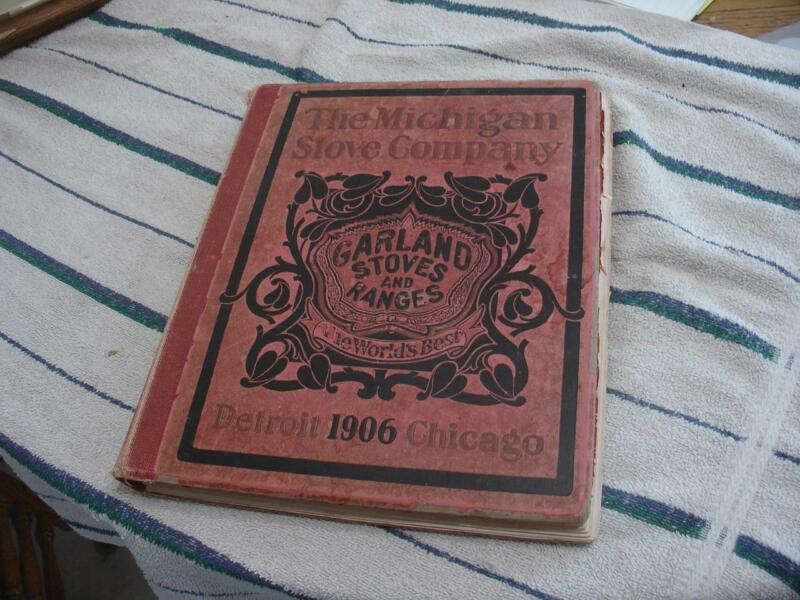 The Michigan
Stove Company
GARLAND
STOVES
AND
RANGES
The World's Best
Detroit 1906 Chicago